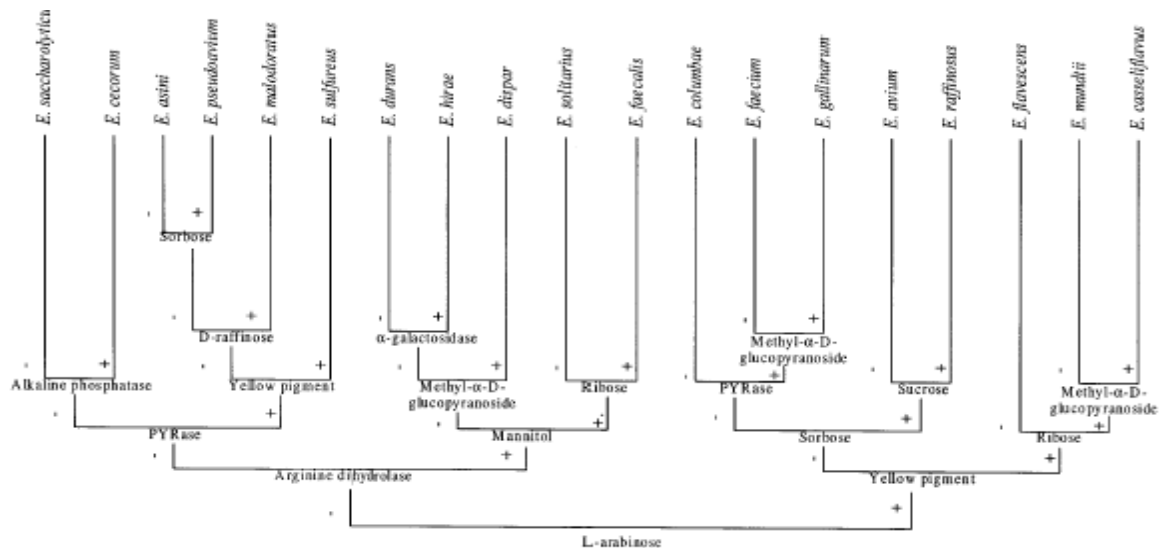 E. saccharolyticu
E. cecorum
E. asini
E. pseudoavium
E. malodoratus
E. sulfureus
E. durans
E. hirae
E. dispar
E. solitarius
E. faecalis
E. columbae
E. faecium
E. gallinarum
E. avium
E. raffinosus
E. flavescens
E. mundtii
E. casseliflavus
- +
Sorbose
- +
D-raffinose
- +
α-galactosidase
- +
Methyl-α-D-
glucopyranoside
- +
Alkaline phosphatase
- +
Yellow pigment
- +
Methyl-α-D-
glucopyranoside
- +
Ribose
- +
PYRase
- +
Sucrose
- +
Methyl-α-D-
glucopyranoside
- +
PYRase
- +
Mannitol
- +
Sorbose
- +
Ribose
- +
Arginine dihydrolase
- +
Yellow pigment
- +
L-arabinose